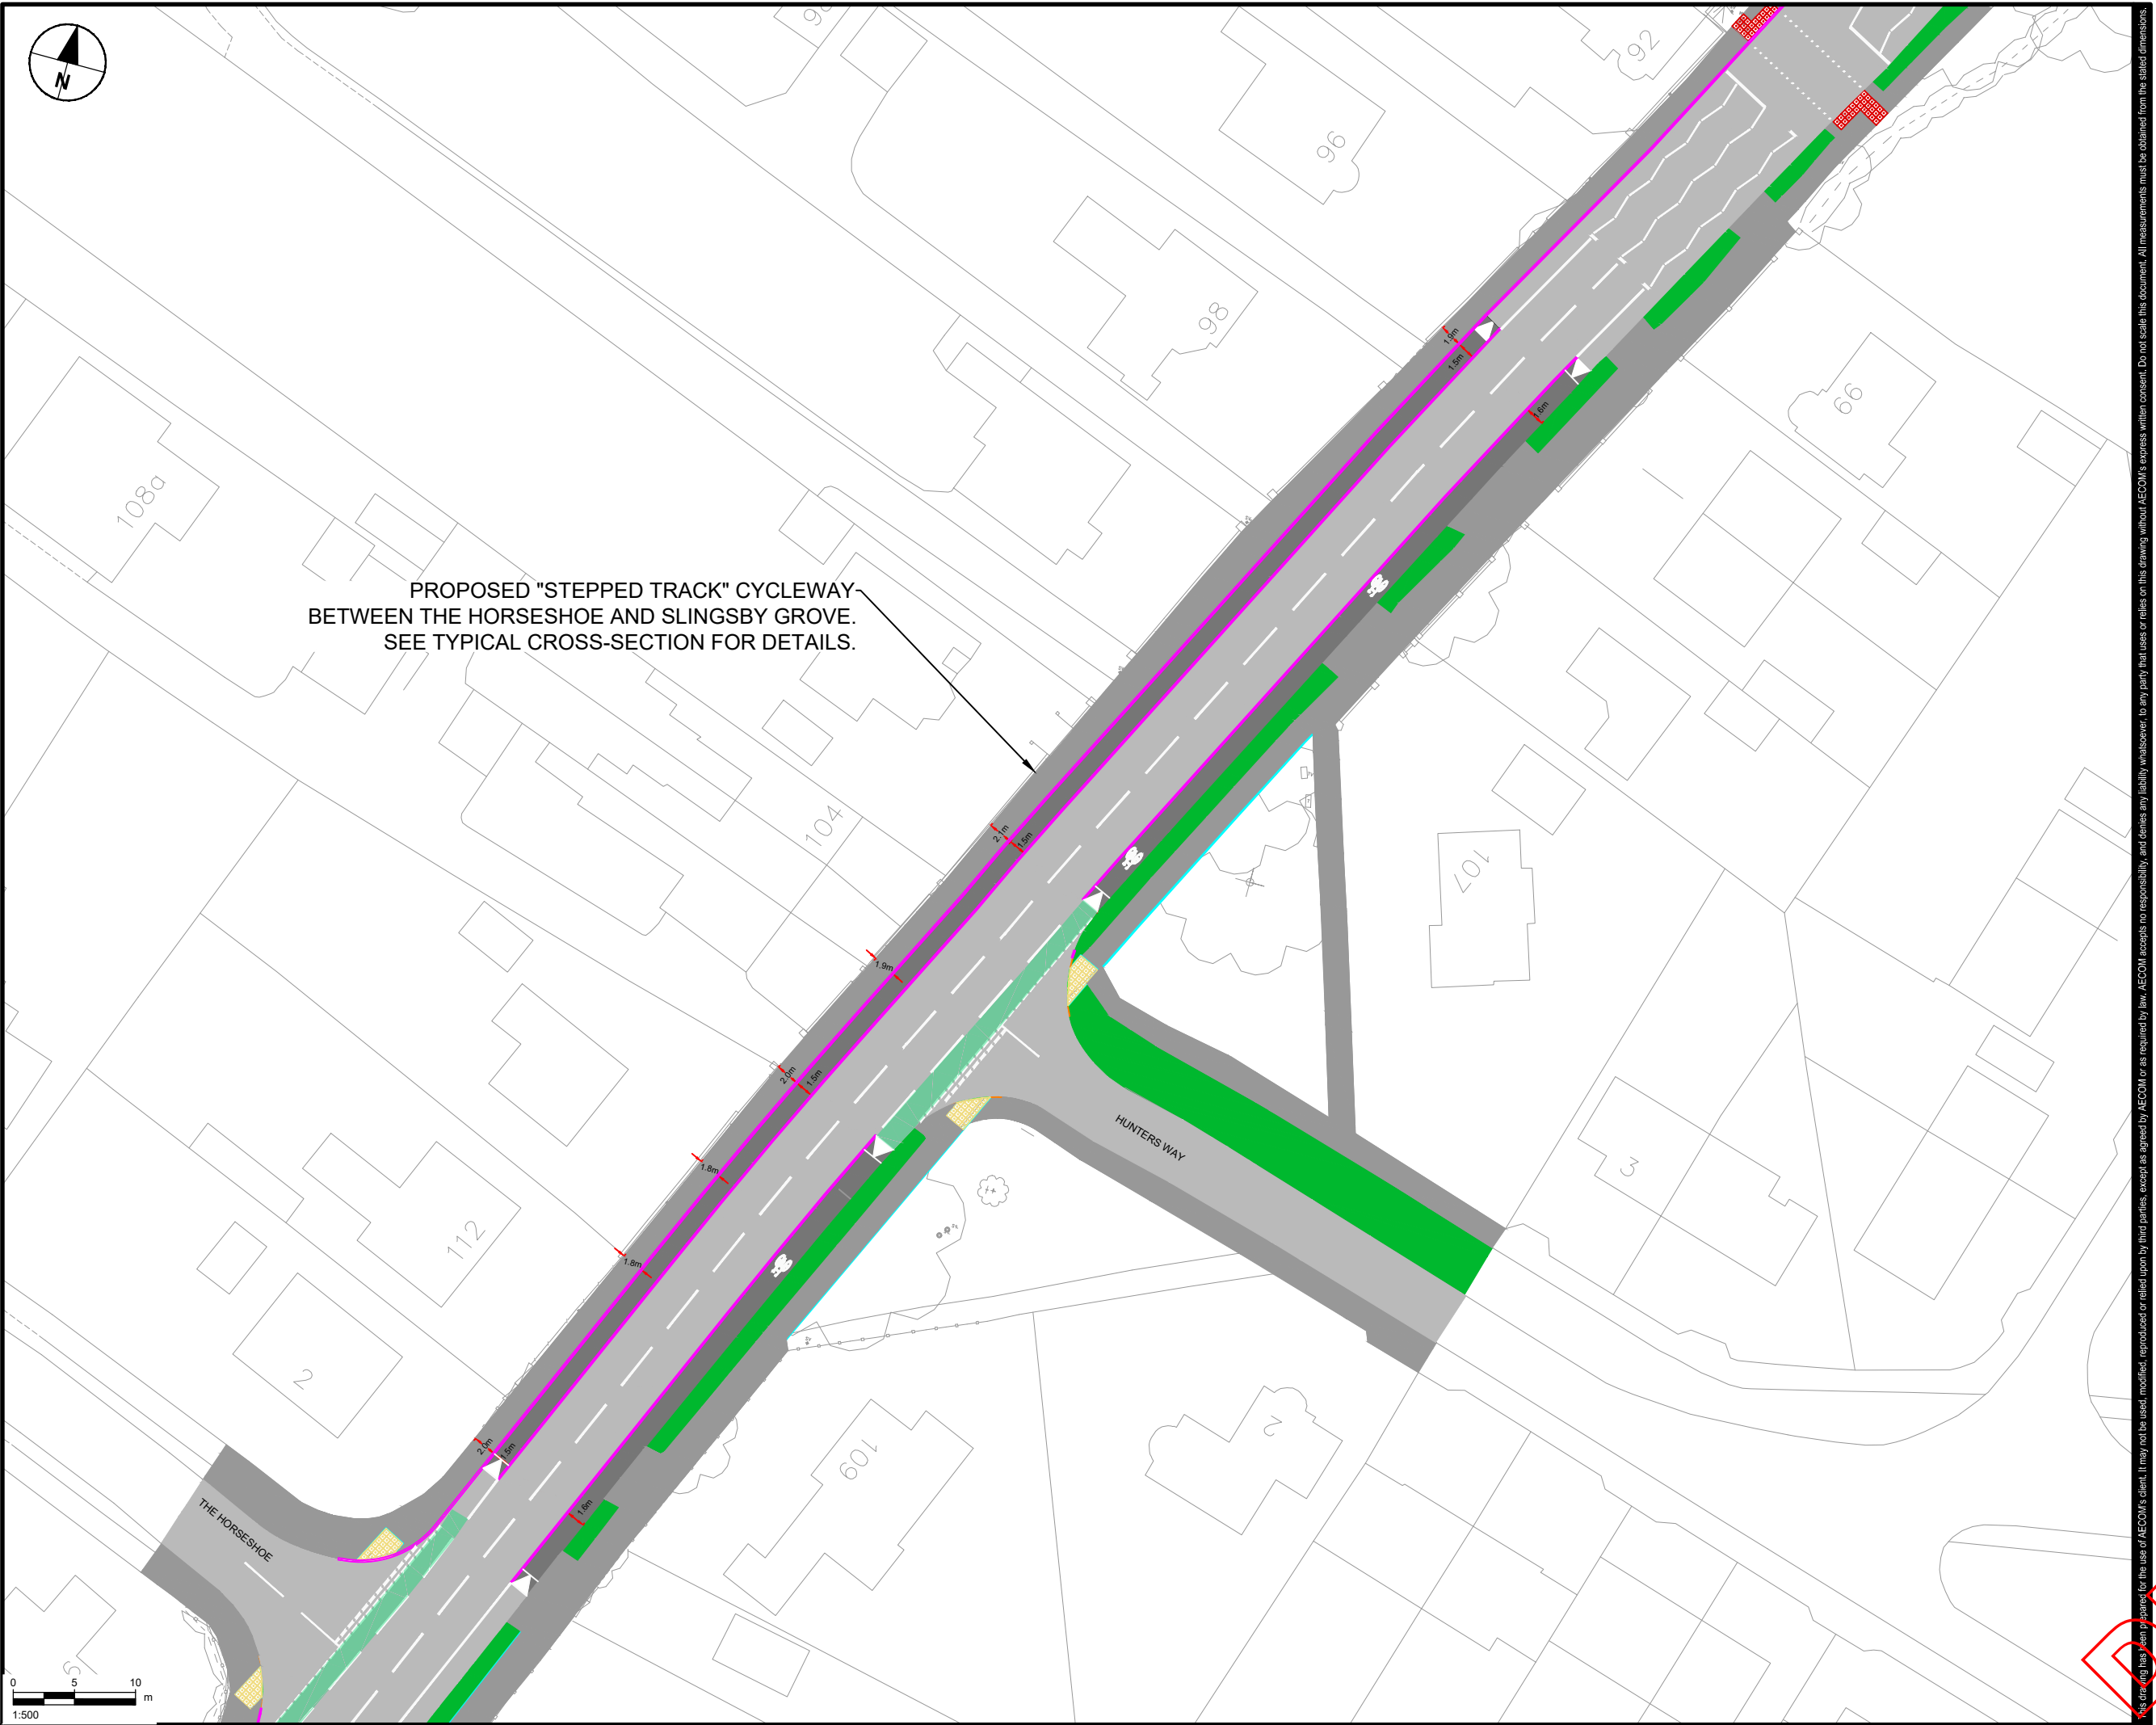 N
92
96
98
99
108a
PROPOSED "STEPPED TRACK" CYCLEWAY
BETWEEN THE HORSESHOE AND SLINGSBY GROVE.
SEE TYPICAL CROSS-SECTION FOR DETAILS.
1.9m
1.5m
1.6m
104
107
2.1m
1.5m
1.9m
2.0m
1.5m
1.8m
1.8m
HUNTERS WAY
3
112
2
109
2
2.0m
1.5m
1.6m
THE HORSESHOE
0 5 10
m
1:500
This drawing has been prepared for the use of AECOM's client. It may not be used, modified, reproduced or relied upon by third parties, except as agreed by AECOM or as required by law. AECOM accepts no responsibility, and denies any liability whatsoever, to any party that uses or relies on this drawing without AECOM's express written consent. Do not scale this document. All measurements must be obtained from the stated dimensions.